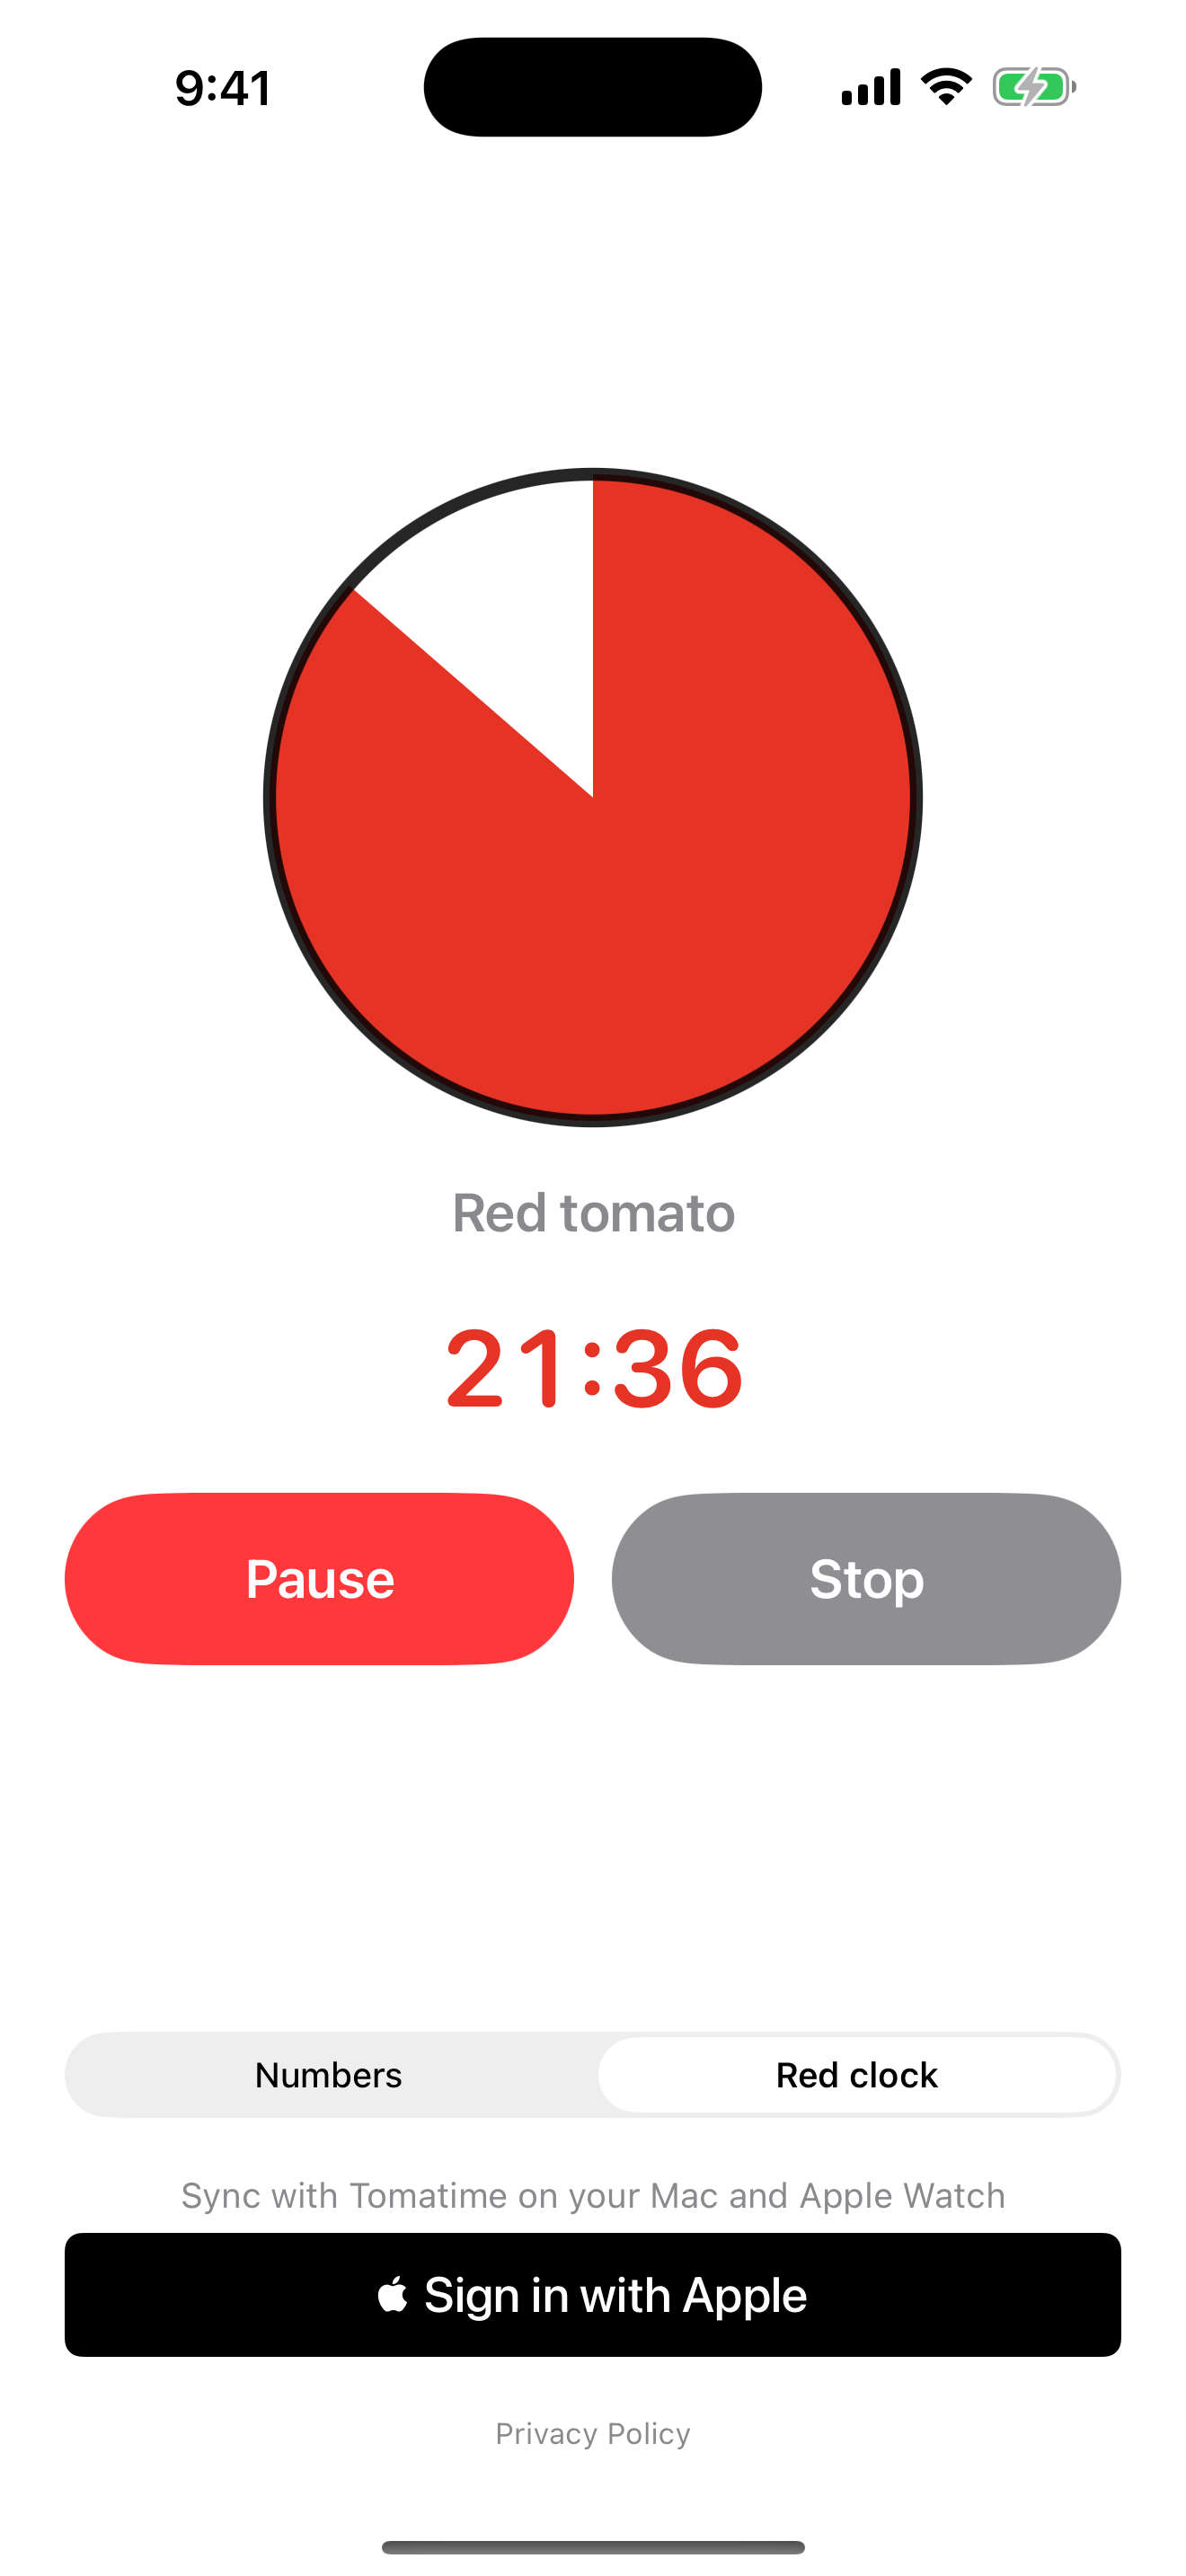 9:41
Red tomato
21:36
Pause
Stop
Numbers
Red clock
Sync with Tomatime on your Mac and Apple Watch
Sign in with Apple
Privacy Policy